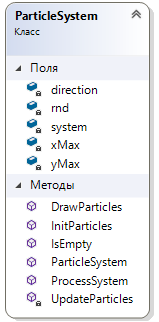 ParticleSystem
Класс
Поля
direction
rnd
system
xMax
yMax
Методы
DrawParticles
InitParticles
IsEmpty
ParticleSystem
ProcessSystem
UpdateParticles